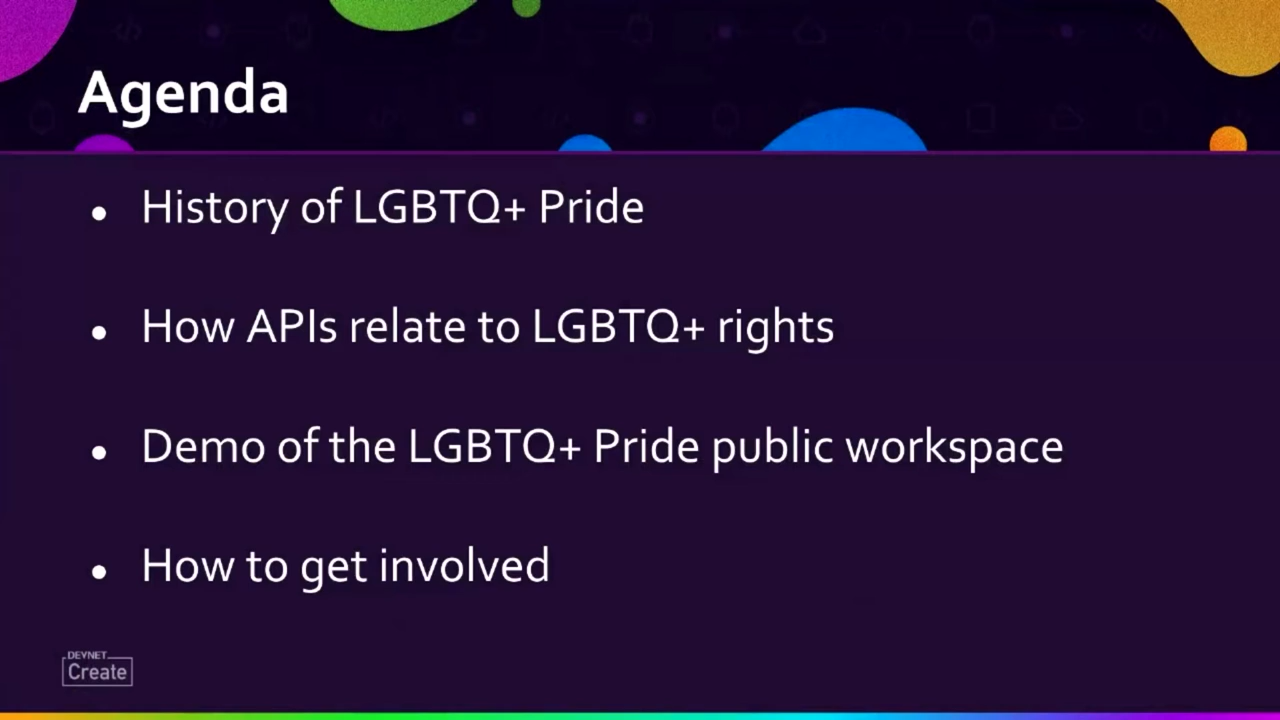 Agenda
• History of LGBTQ+ Pride
• How APIs relate to LGBTQ+ rights
• Demo of the LGBTQ+ Pride public workspace
• How to get involved
DEVNET
Create